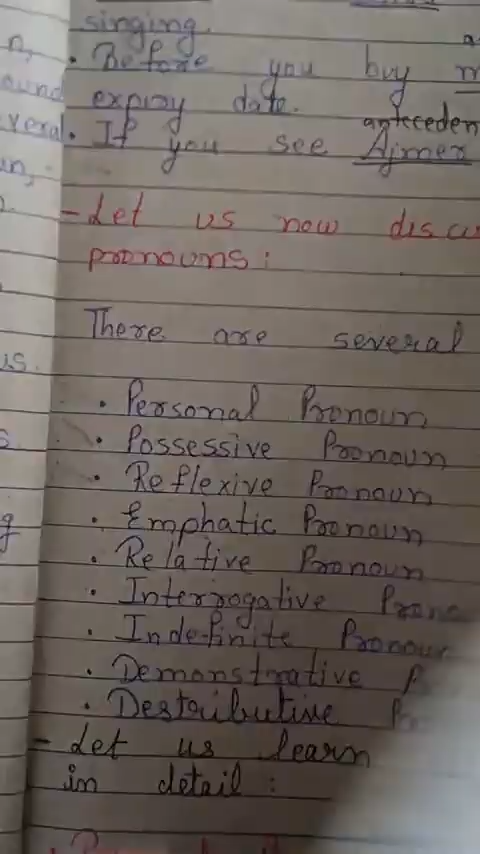 singing.
• Before you buy
expiry date.
anteceden
• If you see Ajmer
- Let us now discu
pronouns :
There are several
• Personal Pronoun
• Possessive Pronoun
• Reflexive Pronoun
• Emphatic Pronoun
• Relative Pronoun
• Interrogative Prono
• Indefinite Pronoun
• Demonstrative P
• Destributive P
- Let us learn
in detail :